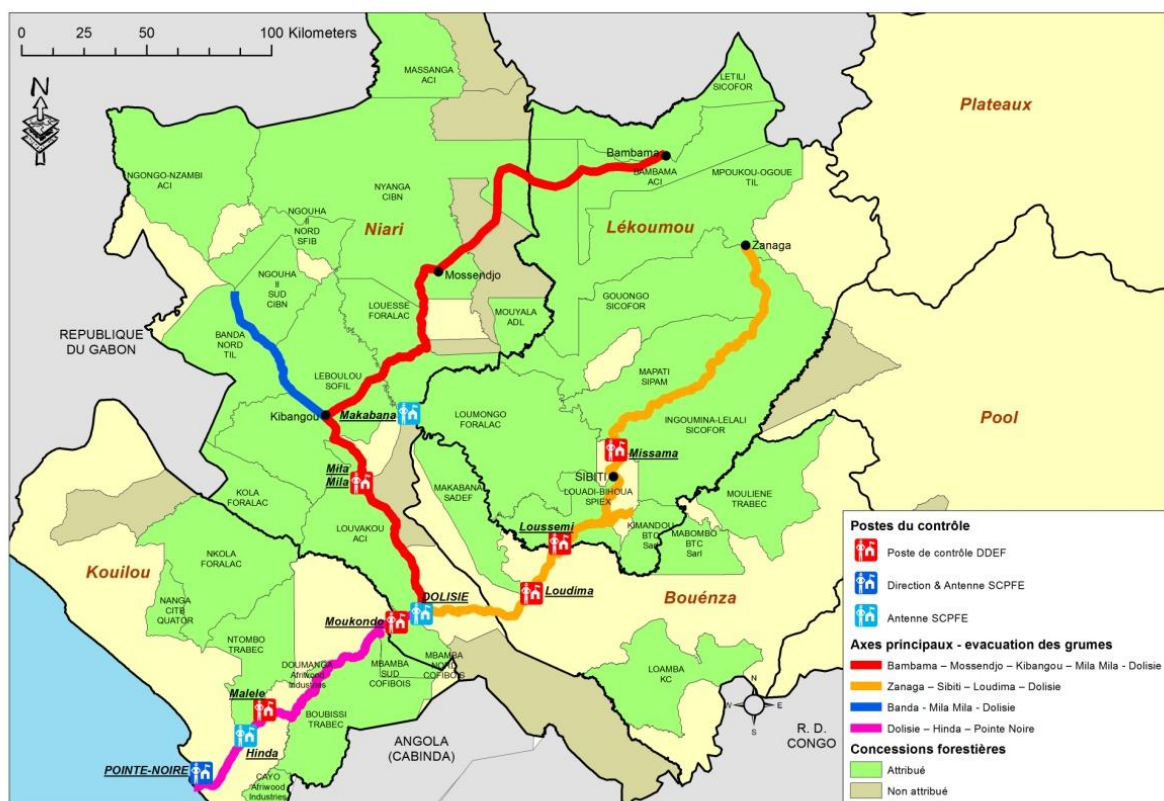 0 25 50 100 Kilometers
N
MASSANGA
ACI
LETILI
SICOFOR
Plateaux
Bambama
BAMBAMA
ACI
MPOUKOU-OGOUE
TIL
NGONGO-NZAMBI
ACI
NYANGA
CIBN
NGOUHA
II
NORD
SFIB
Niari
Lékoumou
Zanaga
Mossendjo
NGOUHA
II
SUD
CIBN
GOUONGO
SICOFOR
LOUESSE
FORALAC
MOUYALA
ADL
REPUBLIQUE
DU GABON
BANDA
NORD
TIL
LEBOULOU
SOFIL
MAPATI
SIPAM
Kibangou
Makabana
LOUMONGO
FORALAC
INGOUMINA-LELALI
SICOFOR
Pool
Missama
Mila
Mila
SIBITI
MAKABANA
SADEF
LOUADI-BIHOUA
SPIEX
MOULIENE
TRABEC
KOLA
FORALAC
LOUVAKOU
ACI
Loussemi
KIMANDOU
BTC
Sarl
MABOMBO
BTC
Sarl
NKOLA
FORALAC
Kouilou
Loudima
Bouénza
DOLISIE
NANGA
CITB
QUATOR
Moukondo
NTOMBO
TRABEC
DOUMANGA
Afriwood
Industries
MBAMBA
SUD
COFIBOIS
MBAMBA
NORD
COFIBOIS
LOAMBA
KC
Malele
BOUBISSI
TRABEC
N
W E
S
Hinda
ANGOLA
(CABINDA)
R. D.
CONGO
POINTE-NOIRE
CAYO
Afriwood
Industries
Postes du contrôle
Poste de contrôle DDEF
Direction & Antenne SCPFE
Antenne SCPFE
Axes principaux - evacuation des grumes
Bambama – Mossendjo – Kibangou – Mila Mila - Dolisie
Zanaga – Sibiti – Loudima – Dolisie
Banda - Mila Mila - Dolisie
Dolisie – Hinda – Pointe Noire
Concessions forestières
Attribué
Non attribué